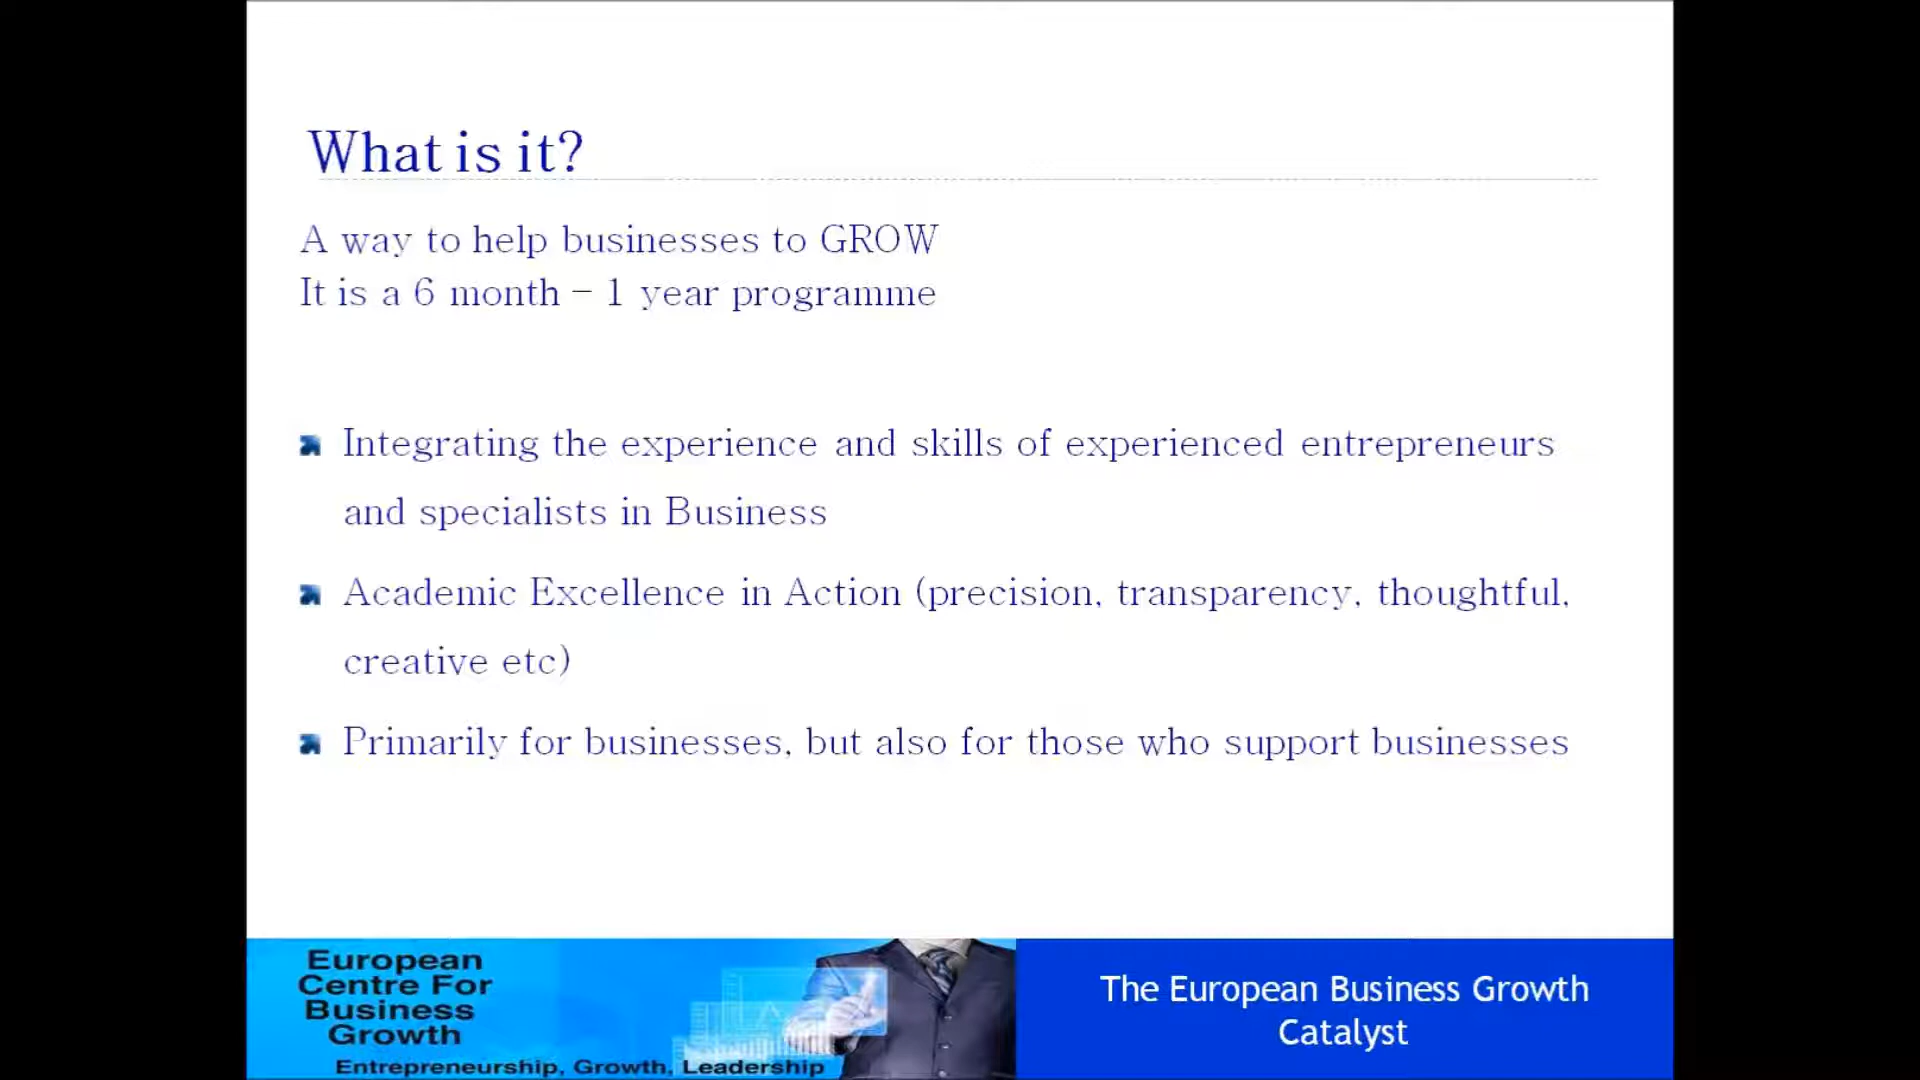 What is it?
A way to help businesses to GROW
It is a 6 month – 1 year programme
Integrating the experience and skills of experienced entrepreneurs
and specialists in Business
Academic Excellence in Action (precision, transparency, thoughtful,
creative etc)
Primarily for businesses, but also for those who support businesses
European
Centre For
Business
Growth
Entrepreneurship, Growth, Leadership
The European Business Growth
Catalyst